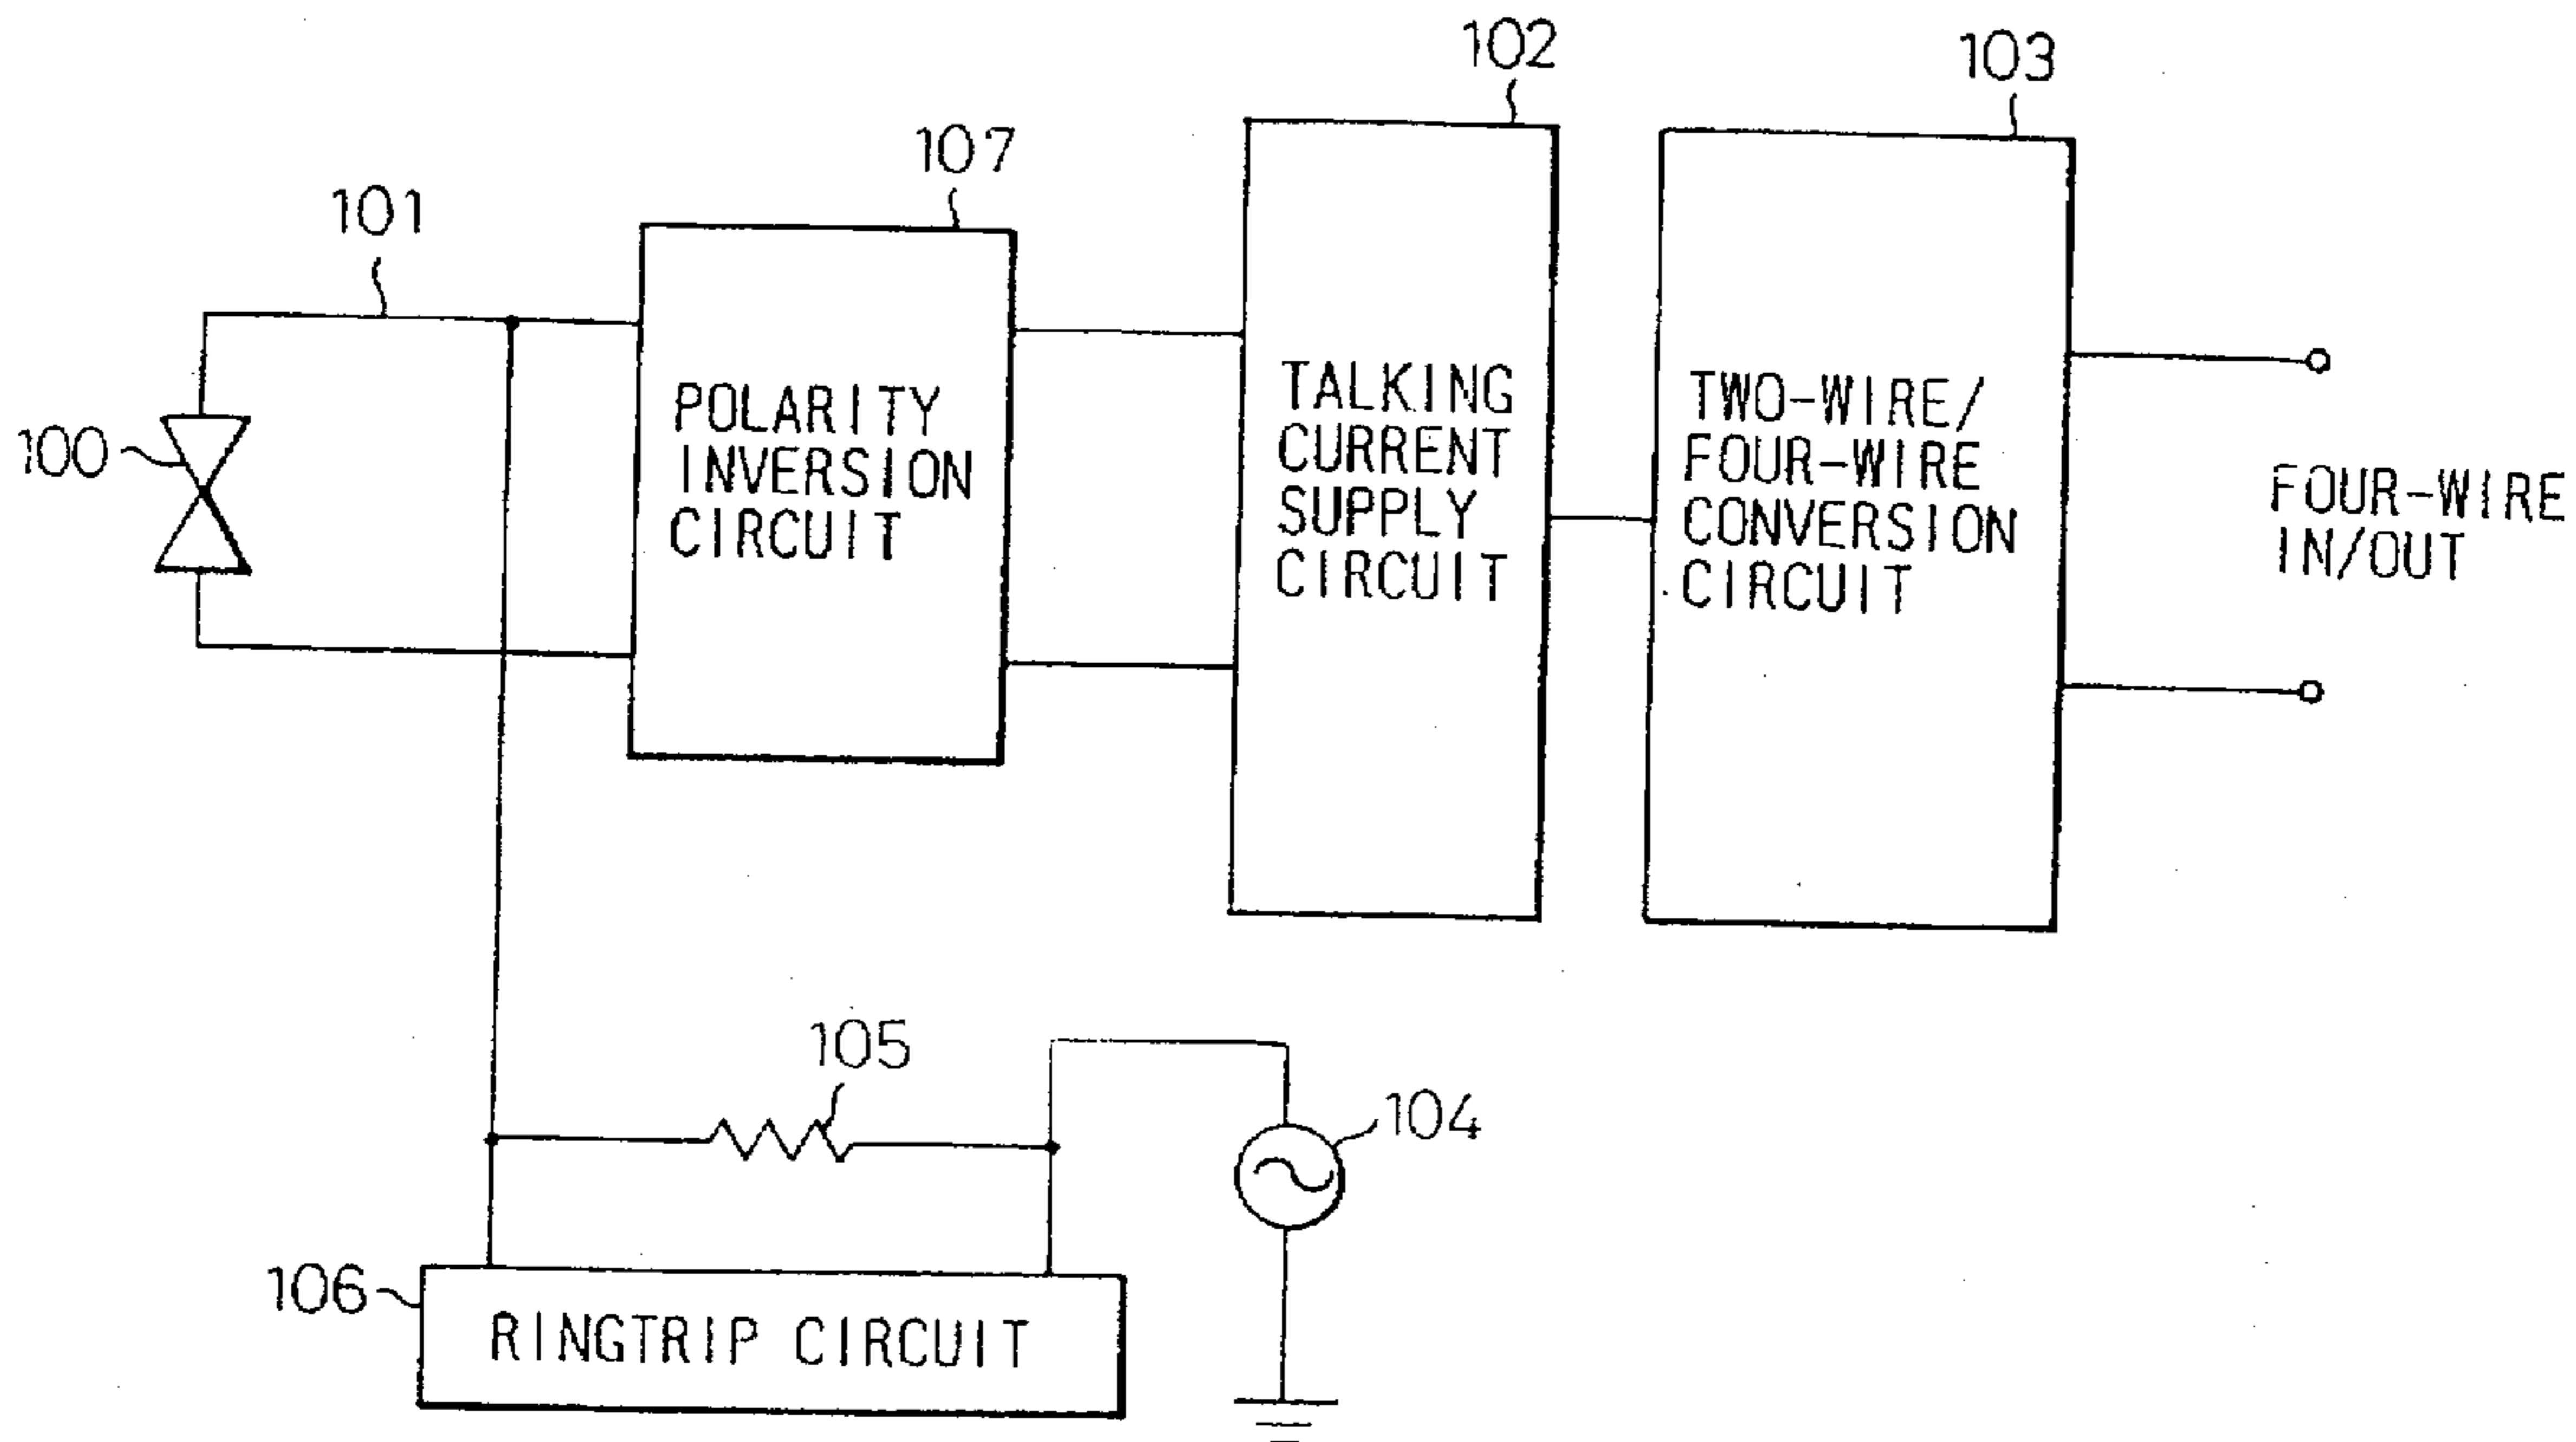 102
103
107
101
100
POLARITY
INVERSION
CIRCUIT
TALKING
CURRENT
SUPPLY
CIRCUIT
TWO-WIRE/
FOUR-WIRE
CONVERSION
CIRCUIT
FOUR-WIRE
IN/OUT
105
104
106
RINGTRIP CIRCUIT